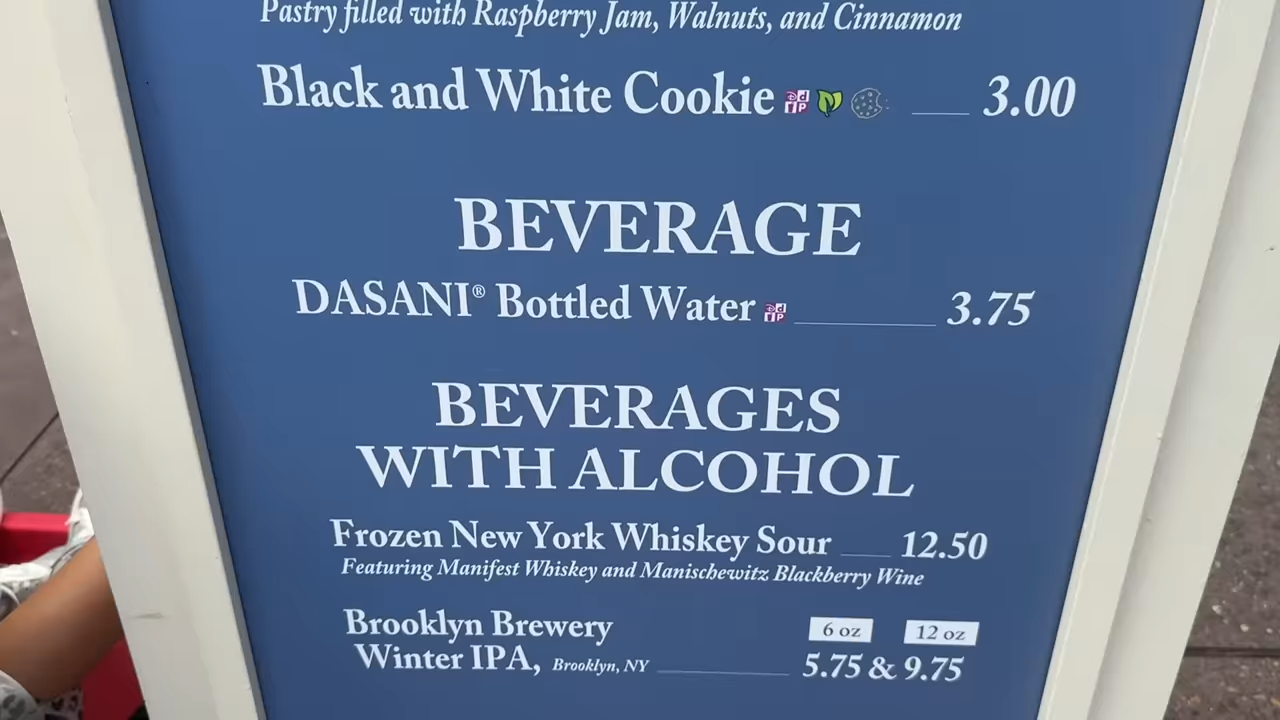 Pastry filled with Raspberry Jam, Walnuts, and Cinnamon
Black and White Cookie 3.00
BEVERAGE
DASANI® Bottled Water 3.75
BEVERAGES
WITH ALCOHOL
Frozen New York Whiskey Sour 12.50
Featuring Manifest Whiskey and Manischewitz Blackberry Wine
Brooklyn Brewery 6 oz 12 oz
Winter IPA, Brooklyn, NY 5.75 & 9.75